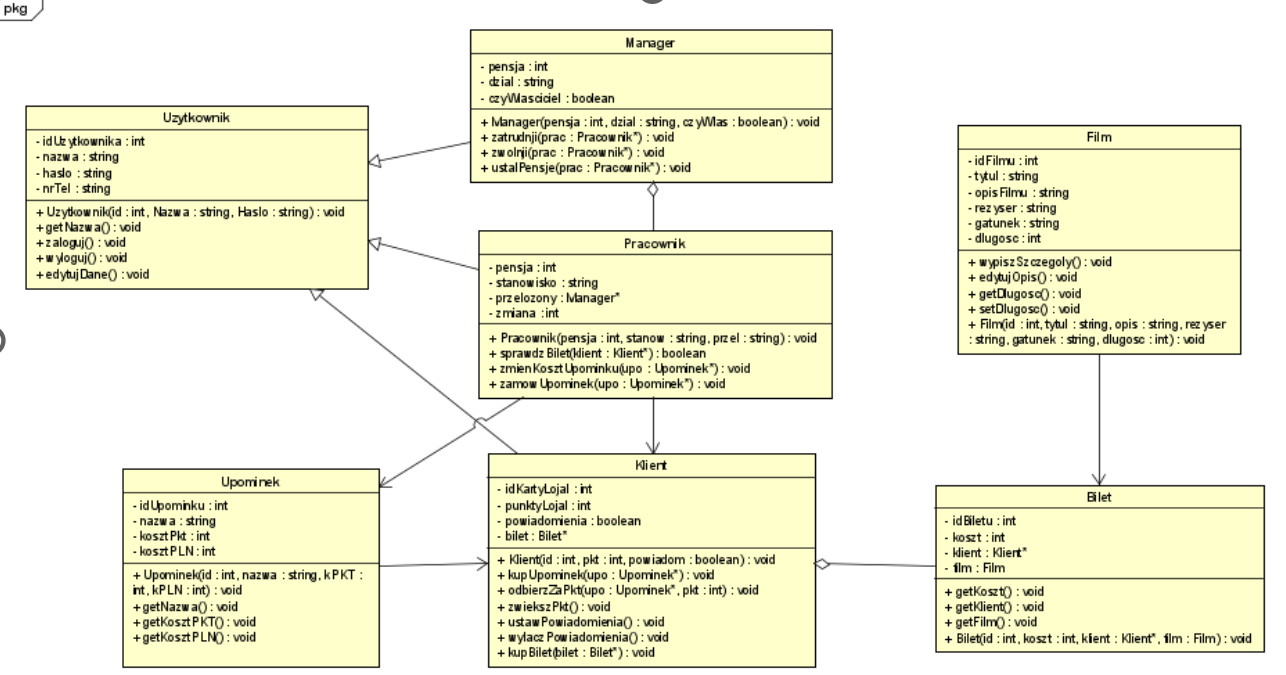 pkg
Manager
- pensja : int
- dzial : string
- czyWlasciciel : boolean
+ Manager(pensja : int, dzial : string, czyWlas : boolean) : void
+ zatrudnji(prac : Pracownik*) : void
+ zwolnji(prac : Pracownik*) : void
+ ustalPensje(prac : Pracownik*) : void
Uzytkownik
- idUzytkownika : int
- nazwa : string
- haslo : string
- nrTel : string
+ Uzytkownik(id : int, Nazwa : string, Haslo : string) : void
+ getNazwa() : void
+ zaloguj() : void
+ wyloguj() : void
+ edytujDane() : void
Film
- idFilmu : int
- tytul : string
- opisFilmu : string
- rezyser : string
- gatunek : string
- dlugosc : int
+ wypiszSzczegoly() : void
+ edytujOpis() : void
+ getDlugosc() : void
+ setDlugosc() : void
+ Film(id : int, tytul : string, opis : string, rezyser
: string, gatunek : string, dlugosc : int) : void
Pracownik
- pensja : int
- stanowisko : string
- przelozony : Manager*
- zmiana : int
+ Pracownik(pensja : int, stanow : string, przel : string) : void
+ sprawdzBilet(klient : Klient*) : boolean
+ zmienKosztUpominku(upo : Upominek*) : void
+ zamowUpominek(upo : Upominek*) : void
Upominek
- idUpominku : int
- nazwa : string
- kosztPkt : int
- kosztPLN : int
+ Upominek(id : int, nazwa : string, kPKT :
int, kPLN : int) : void
+ getNazwa() : void
+ getKosztPKT() : void
+ getKosztPLN() : void
Klient
- idKartyLojal : int
- punktyLojal : int
- powiadomienia : boolean
- bilet : Bilet*
+ Klient(id : int, pkt : int, powiadom : boolean) : void
+ kupUpominek(upo : Upominek*) : void
+ odbierzZaPkt(upo : Upominek*, pkt : int) : void
+ zwiekszPkt() : void
+ ustawPowiadomienia() : void
+ wylaczPowiadomienia() : void
+ kupBilet(bilet : Bilet*) : void
Bilet
- idBiletu : int
- koszt : int
- klient : Klient*
- film : Film
+ getKoszt() : void
+ getKlient() : void
+ getFilm() : void
+ Bilet(id : int, koszt : int, klient : Klient*, film : Film) : void